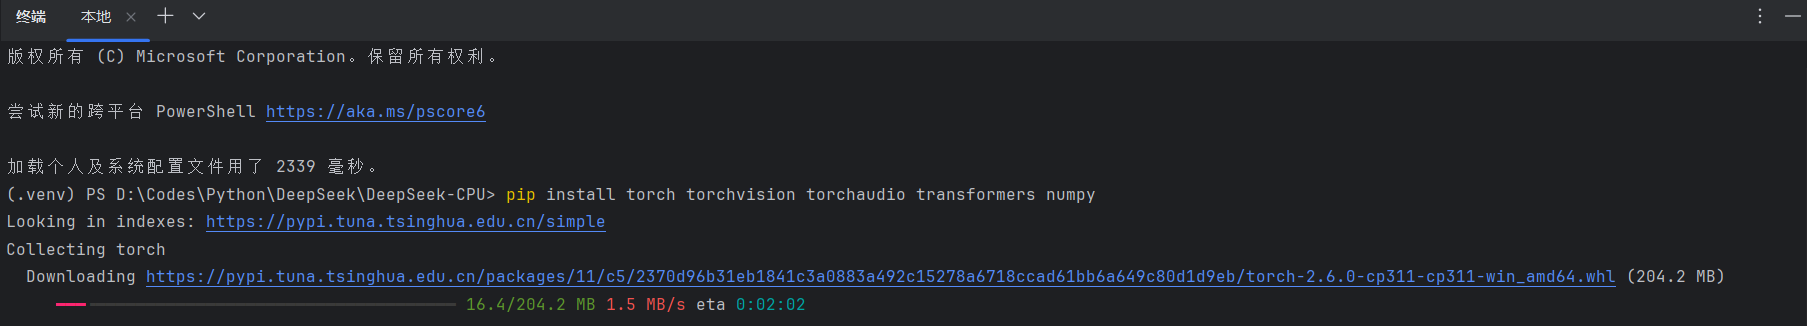 终端 本地
版权所有 (C) Microsoft Corporation。保留所有权利。
尝试新的跨平台 PowerShell https://aka.ms/pscore6
加载个人及系统配置文件用了 2339 毫秒。
(.venv) PS D:\Codes\Python\DeepSeek\DeepSeek-CPU> pip install torch torchvision torchaudio transformers numpy
Looking in indexes: https://pypi.tuna.tsinghua.edu.cn/simple
Collecting torch
Downloading https://pypi.tuna.tsinghua.edu.cn/packages/11/c5/2370d96b31eb1841c3a0883a492c15278a6718ccad61bb6a649c80d1d9eb/torch-2.6.0-cp311-cp311-win_amd64.whl (204.2 MB)
16.4/204.2 MB 1.5 MB/s eta 0:02:02